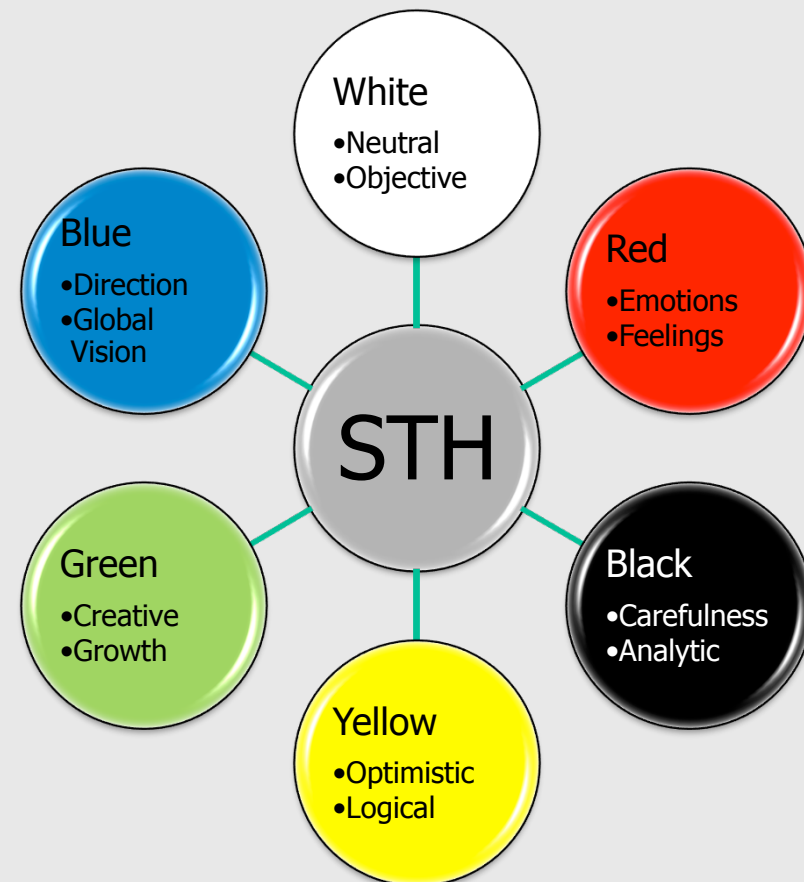 White
•Neutral
•Objective
Red
•Emotions
•Feelings
Black
•Carefulness
•Analytic
Yellow
•Optimistic
•Logical
Green
•Creative
•Growth
Blue
•Direction
•Global
Vision
STH